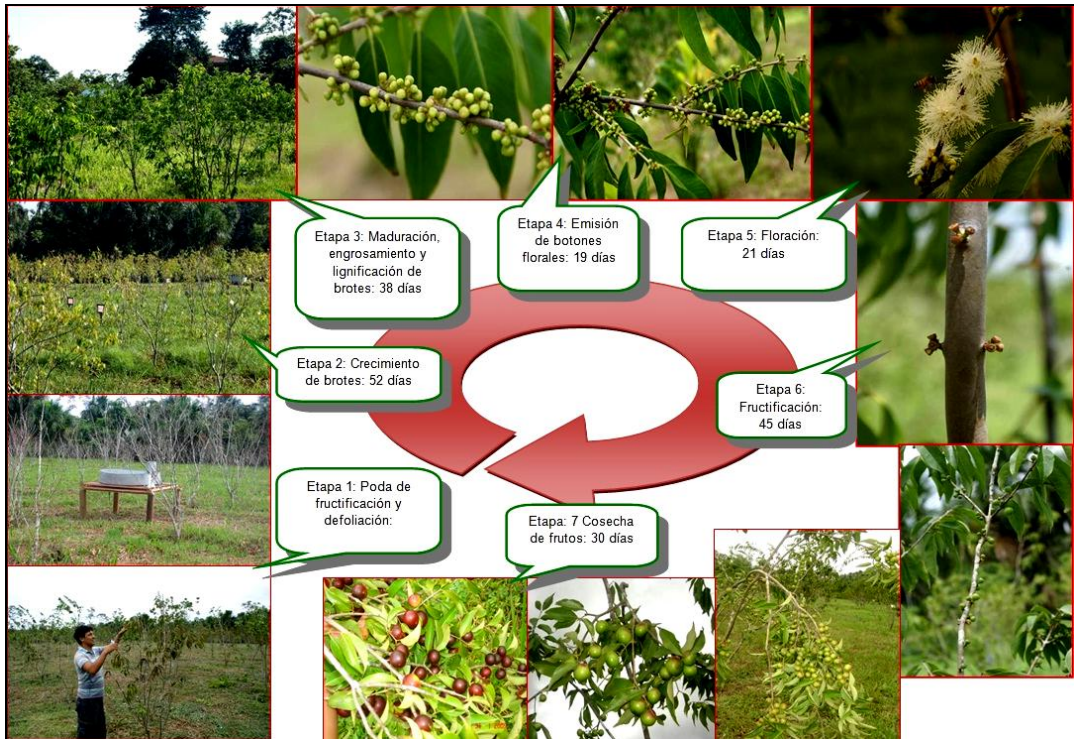 Etapa 3: Maduración,
engrosamiento y
lignificación de
brotes: 38 días
Etapa 4: Emisión
de botones
florales: 19 días
Etapa 5: Floración:
21 días
Etapa 2: Crecimiento
de brotes: 52 días
Etapa 6:
Fructificación:
45 días
Etapa 1: Poda de
fructificación y
defoliación:
Etapa: 7 Cosecha
de frutos: 30 días